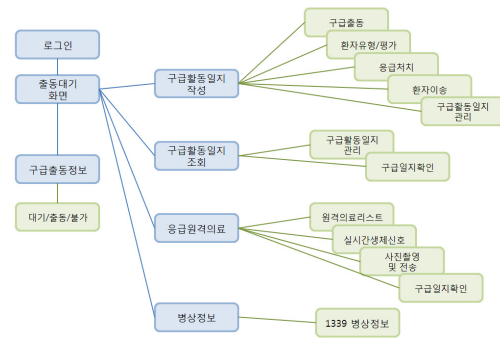 로그인
출동대기
화면
구급출동정보
대기/출동/불가
구급활동일지
작성
구급출동
환자유형/평가
응급처치
환자이송
구급활동일지
관리
구급활동일지
조회
구급활동일지
관리
구급일지확인
응급원격의료
원격의료리스트
실시간생체신호
사진촬영
및 전송
구급일지확인
병상정보
1339 병상정보